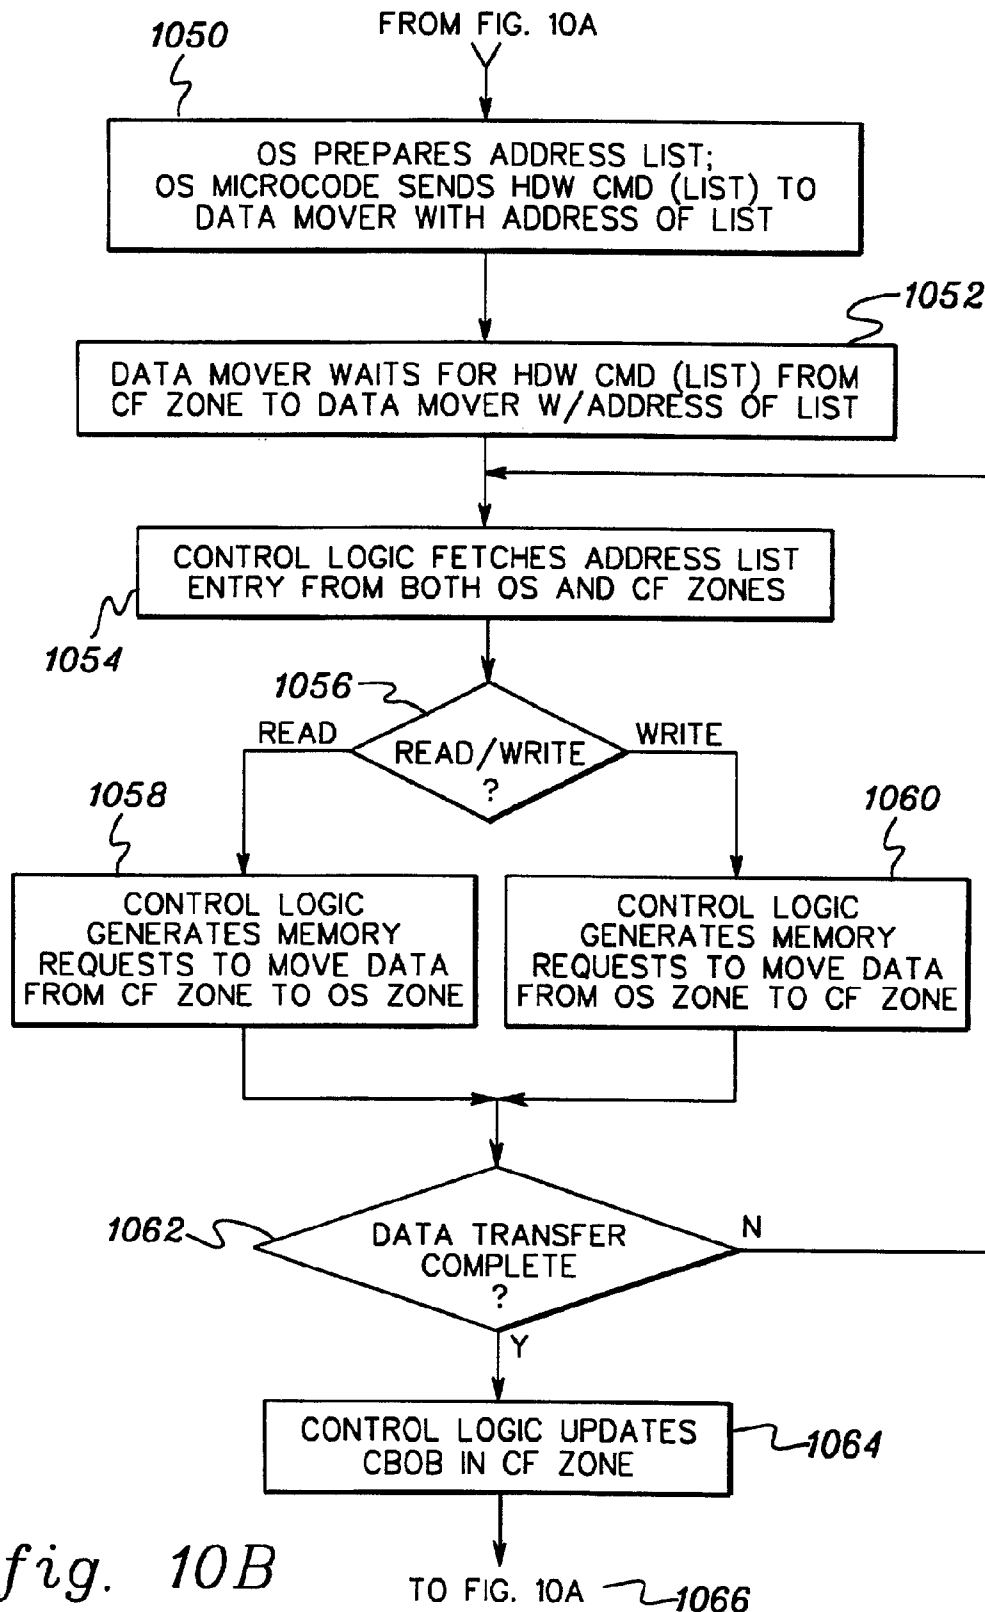 FROM FIG. 10A
1050
OS PREPARES ADDRESS LIST;
OS MICROCODE SENDS HDW CMD (LIST) TO
DATA MOVER WITH ADDRESS OF LIST
1052
DATA MOVER WAITS FOR HDW CMD (LIST) FROM
CF ZONE TO DATA MOVER W/ADDRESS OF LIST
CONTROL LOGIC FETCHES ADDRESS LIST
ENTRY FROM BOTH OS AND CF ZONES
1054
1056
READ
READ/WRITE
?
WRITE
1058
CONTROL LOGIC
GENERATES MEMORY
REQUESTS TO MOVE DATA
FROM CF ZONE TO OS ZONE
1060
CONTROL LOGIC
GENERATES MEMORY
REQUESTS TO MOVE DATA
FROM OS ZONE TO CF ZONE
1062
DATA TRANSFER
COMPLETE
?
N
Y
CONTROL LOGIC UPDATES
CBOB IN CF ZONE
1064
TO FIG. 10A
1066
fig. 10B